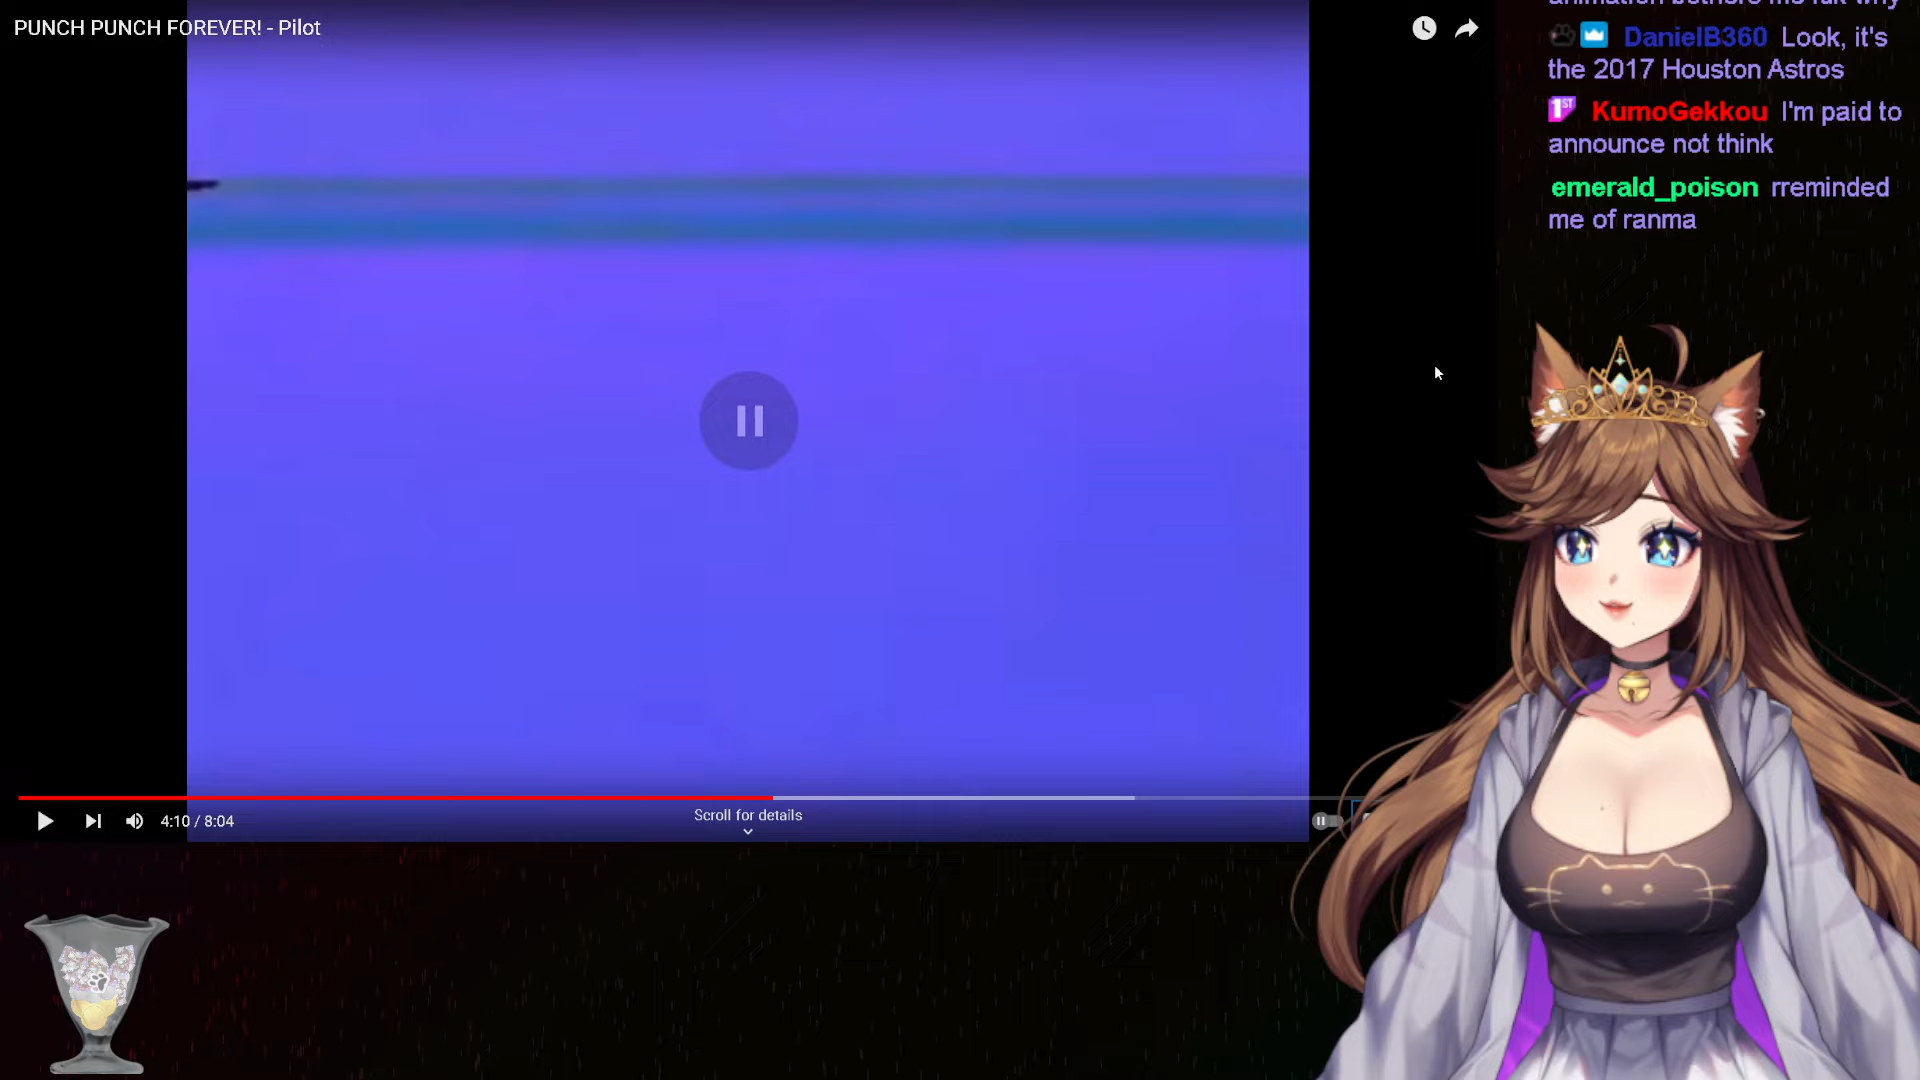 PUNCH PUNCH FOREVER! - Pilot
DanielB360 Look, it's
the 2017 Houston Astros
1ST KumoGekkou I'm paid to
announce not think
emerald_poison rreminded
me of ranma
Scroll for details
4:10 / 8:04